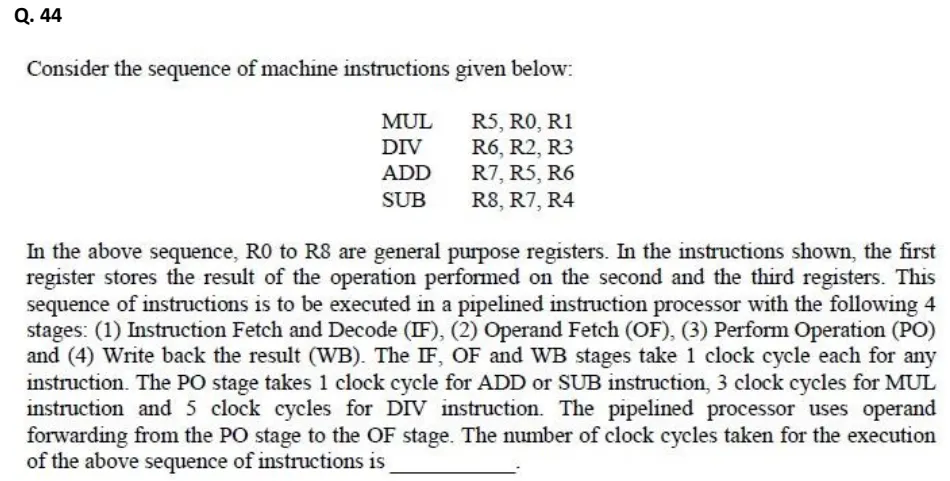 Q. 44
Consider the sequence of machine instructions given below:
MUL R5, R0, R1
DIV R6, R2, R3
ADD R7, R5, R6
SUB R8, R7, R4
In the above sequence, R0 to R8 are general purpose registers. In the instructions shown, the first
register stores the result of the operation performed on the second and the third registers. This
sequence of instructions is to be executed in a pipelined instruction processor with the following 4
stages: (1) Instruction Fetch and Decode (IF), (2) Operand Fetch (OF), (3) Perform Operation (PO)
and (4) Write back the result (WB). The IF, OF and WB stages take 1 clock cycle each for any
instruction. The PO stage takes 1 clock cycle for ADD or SUB instruction, 3 clock cycles for MUL
instruction and 5 clock cycles for DIV instruction. The pipelined processor uses operand
forwarding from the PO stage to the OF stage. The number of clock cycles taken for the execution
of the above sequence of instructions is ____________.